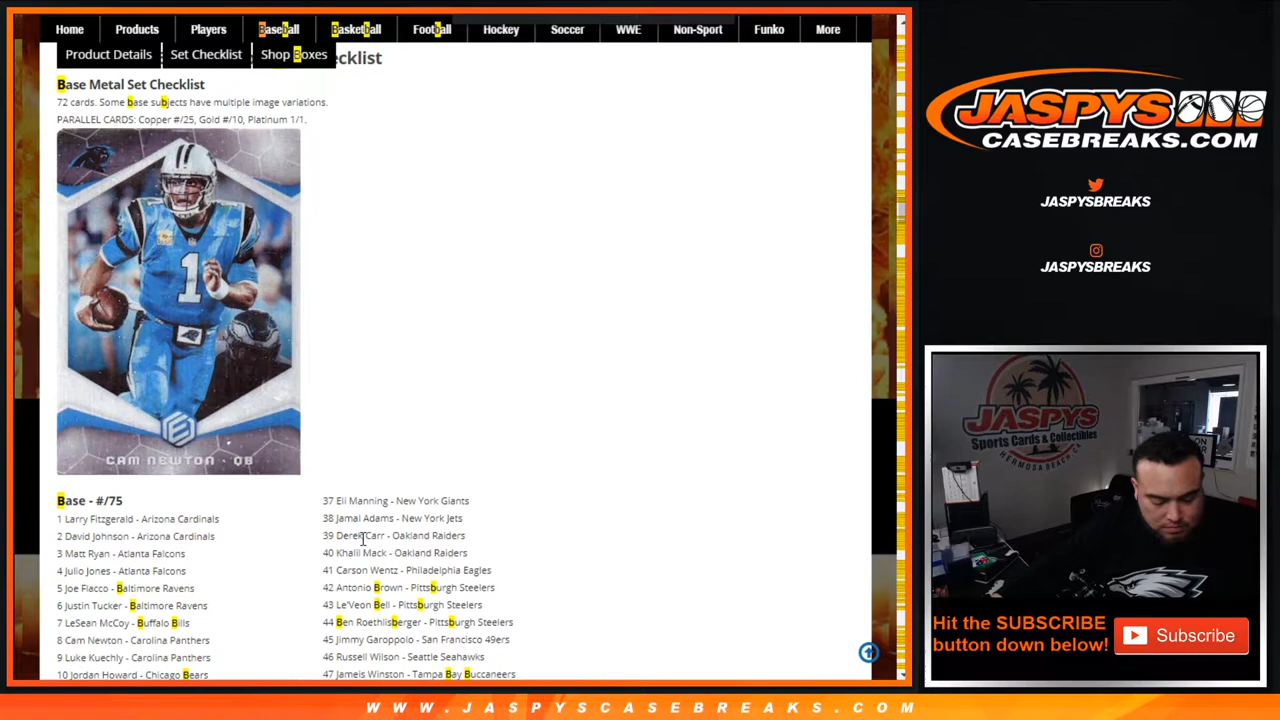 Home Products Players Baseball Basketball Football Hockey Soccer WWE Non-Sport Funko More
Product Details Set Checklist Shop Boxes
ecklist
Base Metal Set Checklist
72 cards. Some base subjects have multiple image variations.
PARALLEL CARDS: Copper #/25, Gold #/10, Platinum 1/1.
1
CAM NEWTON · QB
Base - #/75
1 Larry Fitzgerald - Arizona Cardinals
2 David Johnson - Arizona Cardinals
3 Matt Ryan - Atlanta Falcons
4 Julio Jones - Atlanta Falcons
5 Joe Flacco - Baltimore Ravens
6 Justin Tucker - Baltimore Ravens
7 LeSean McCoy - Buffalo Bills
8 Cam Newton - Carolina Panthers
9 Luke Kuechly - Carolina Panthers
10 Jordan Howard - Chicago Bears
37 Eli Manning - New York Giants
38 Jamal Adams - New York Jets
39 Derek Carr - Oakland Raiders
40 Khalil Mack - Oakland Raiders
41 Carson Wentz - Philadelphia Eagles
42 Antonio Brown - Pittsburgh Steelers
43 Le'Veon Bell - Pittsburgh Steelers
44 Ben Roethlisberger - Pittsburgh Steelers
45 Jimmy Garoppolo - San Francisco 49ers
46 Russell Wilson - Seattle Seahawks
47 Jameis Winston - Tampa Bay Buccaneers
JASPYS
CASEBREAKS.COM
JASPYSBREAKS
JASPYSBREAKS
JASPYS
Sports Cards & Collectibles
HERMOSA BEACH, CA
Hit the SUBSCRIBE
button down below!
Subscribe
WWW.JASPYSCASEBREAKS.COM